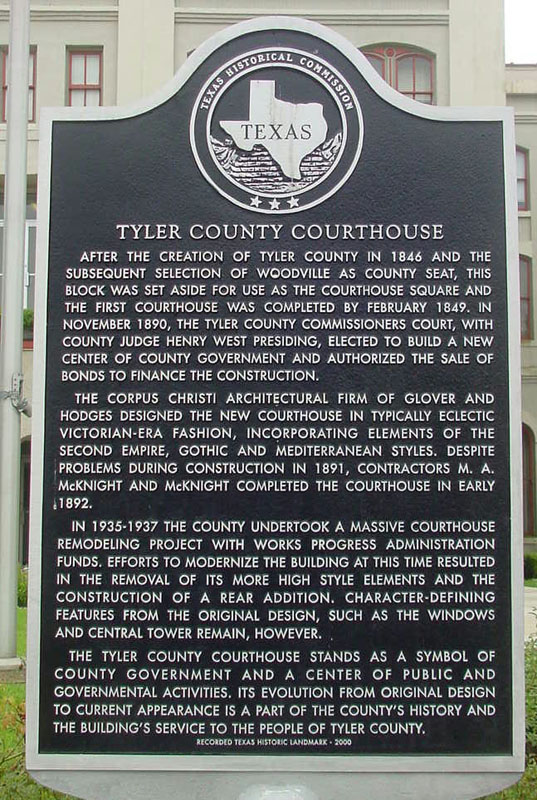 TEXAS HISTORICAL COMMISSION
TEXAS
TYLER COUNTY COURTHOUSE
AFTER THE CREATION OF TYLER COUNTY IN 1846 AND THE
SUBSEQUENT SELECTION OF WOODVILLE AS COUNTY SEAT, THIS
BLOCK WAS SET ASIDE FOR USE AS THE COURTHOUSE SQUARE AND
THE FIRST COURTHOUSE WAS COMPLETED BY FEBRUARY 1849. IN
NOVEMBER 1890, THE TYLER COUNTY COMMISSIONERS COURT, WITH
COUNTY JUDGE HENRY WEST PRESIDING, ELECTED TO BUILD A NEW
CENTER OF COUNTY GOVERNMENT AND AUTHORIZED THE SALE OF
BONDS TO FINANCE THE CONSTRUCTION.
THE CORPUS CHRISTI ARCHITECTURAL FIRM OF GLOVER AND
HODGES DESIGNED THE NEW COURTHOUSE IN TYPICALLY ECLECTIC
VICTORIAN-ERA FASHION, INCORPORATING ELEMENTS OF THE
SECOND EMPIRE, GOTHIC AND MEDITERRANEAN STYLES. DESPITE
PROBLEMS DURING CONSTRUCTION IN 1891, CONTRACTORS M. A.
McKNIGHT AND McKNIGHT COMPLETED THE COURTHOUSE IN EARLY
1892.
IN 1935-1937 THE COUNTY UNDERTOOK A MASSIVE COURTHOUSE
REMODELING PROJECT WITH WORKS PROGRESS ADMINISTRATION
FUNDS. EFFORTS TO MODERNIZE THE BUILDING AT THIS TIME RESULTED
IN THE REMOVAL OF ITS MORE HIGH STYLE ELEMENTS AND THE
CONSTRUCTION OF A REAR ADDITION. CHARACTER-DEFINING
FEATURES FROM THE ORIGINAL DESIGN, SUCH AS THE WINDOWS
AND CENTRAL TOWER REMAIN, HOWEVER.
THE TYLER COUNTY COURTHOUSE STANDS AS A SYMBOL OF
COUNTY GOVERNMENT AND A CENTER OF PUBLIC AND
GOVERNMENTAL ACTIVITIES. ITS EVOLUTION FROM ORIGINAL DESIGN
TO CURRENT APPEARANCE IS A PART OF THE COUNTY'S HISTORY AND
THE BUILDING'S SERVICE TO THE PEOPLE OF TYLER COUNTY.
RECORDED TEXAS HISTORIC LANDMARK - 2000